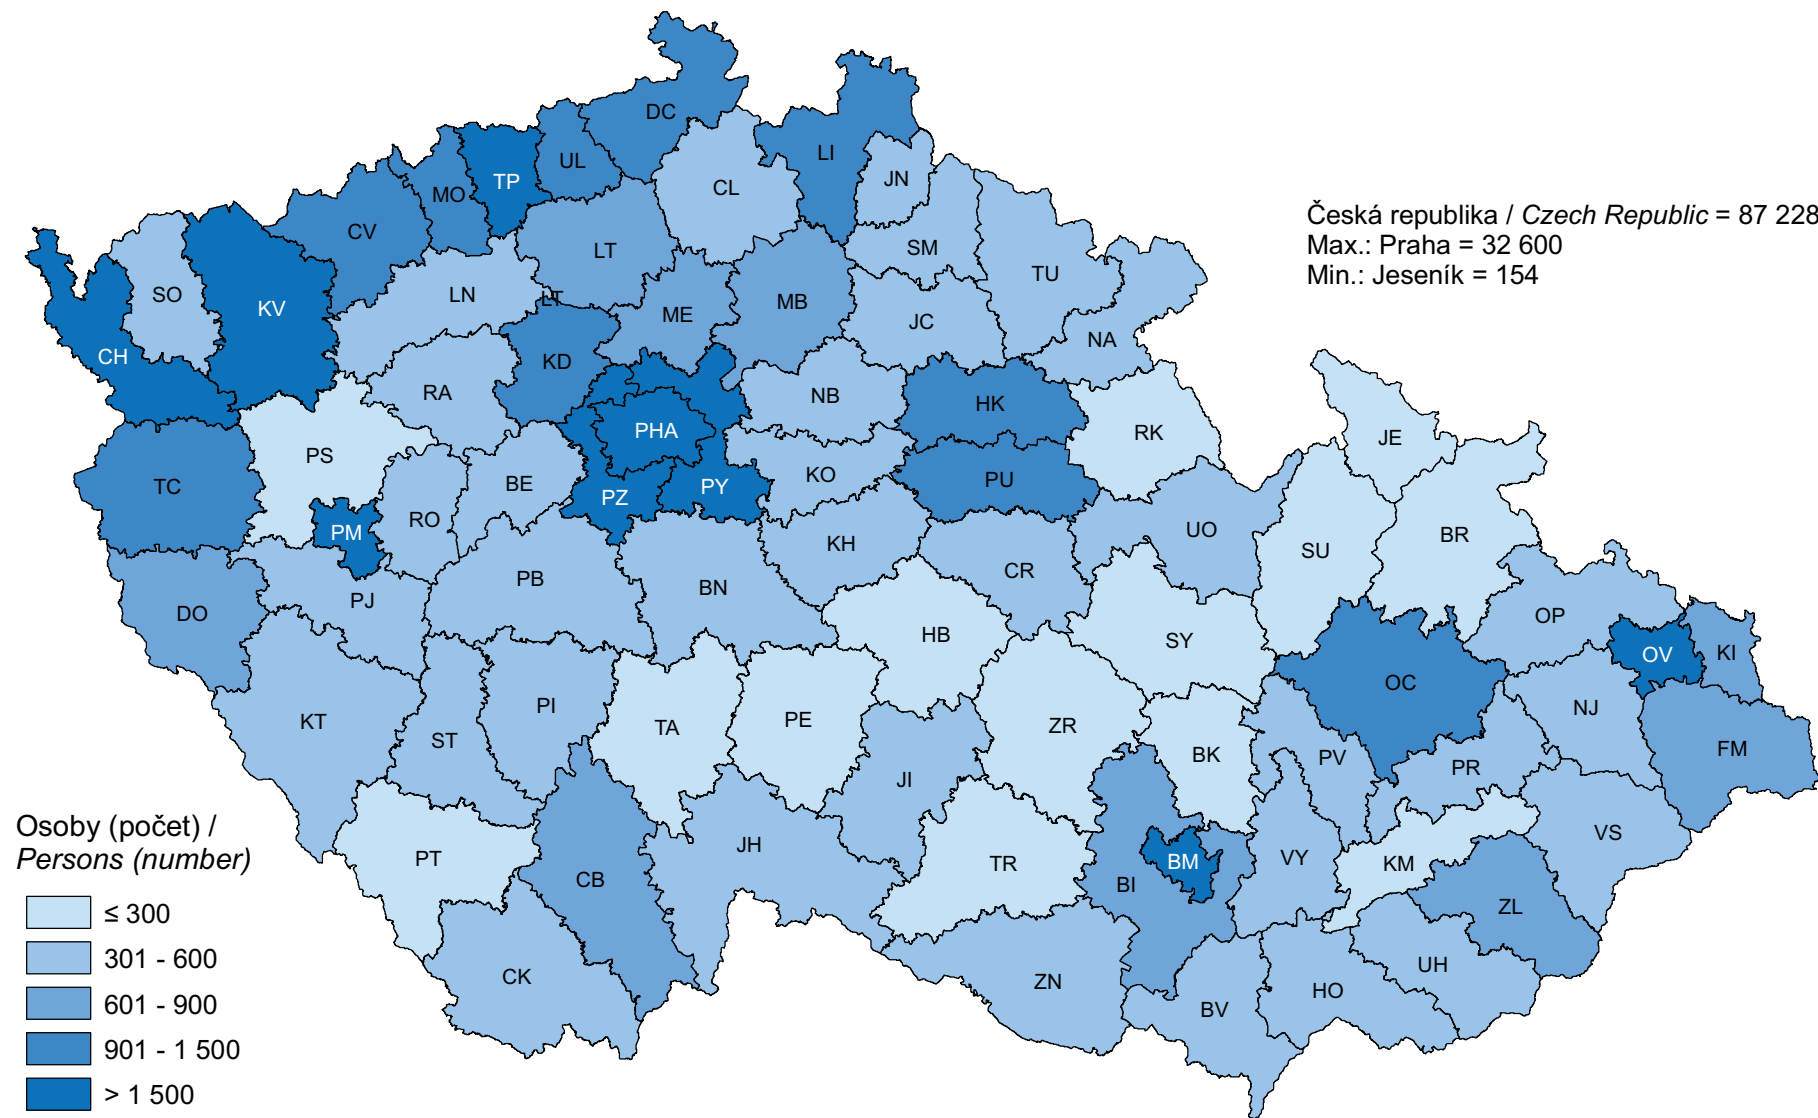 Česká republika / Czech Republic = 87 228
Max.: Praha = 32 600
Min.: Jeseník = 154
DC
LI
UL
TP
MO
CL
JN
CV
LT
SM
TU
SO
KV
LN
LT
ME
MB
JC
NA
CH
KD
RA
NB
HK
PHA
RK
JE
PS
BE
KO
TC
PZ
PY
PU
PM
RO
UO
BR
SU
KH
CR
PB
BN
PJ
DO
OP
HB
SY
OV
KI
OC
KT
ST
PI
TA
PE
ZR
NJ
JI
BK
PV
PR
FM
VS
PT
CB
JH
TR
BM
BI
VY
KM
ZL
CK
ZN
BV
HO
UH
Osoby (počet) /
Persons (number)
≤ 300
301 - 600
601 - 900
901 - 1 500
> 1 500